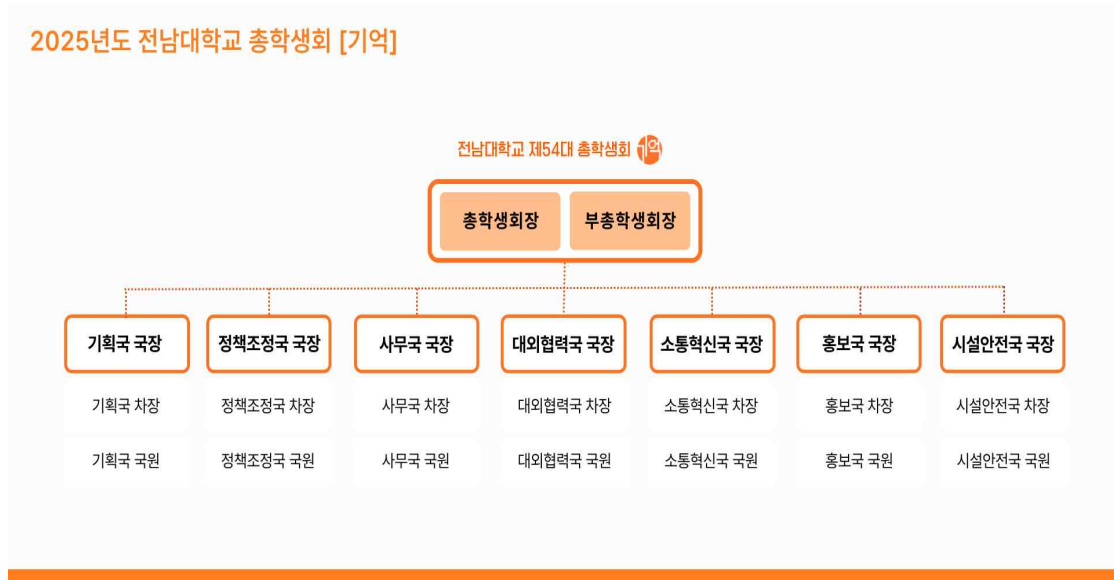 2025년도 전남대학교 총학생회 [기억]
전남대학교 제54대 총학생회 기억
총학생회장 부총학생회장
기획국 국장 정책조정국 국장 사무국 국장 대외협력국 국장 소통혁신국 국장 홍보국 국장 시설안전국 국장
기획국 차장 정책조정국 차장 사무국 차장 대외협력국 차장 소통혁신국 차장 홍보국 차장 시설안전국 차장
기획국 국원 정책조정국 국원 사무국 국원 대외협력국 국원 소통혁신국 국원 홍보국 국원 시설안전국 국원